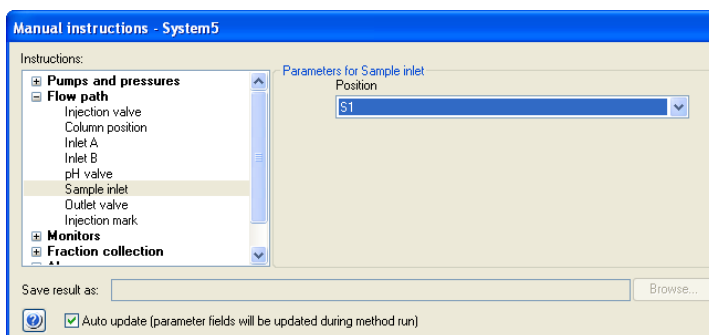 Manual instructions - System5
Instructions:
Pumps and pressures
Flow path
Injection valve
Column position
Inlet A
Inlet B
pH valve
Sample inlet
Outlet valve
Injection mark
Monitors
Fraction collection
Parameters for Sample inlet
Position
S1
Save result as:
Browse...
Auto update (parameter fields will be updated during method run)